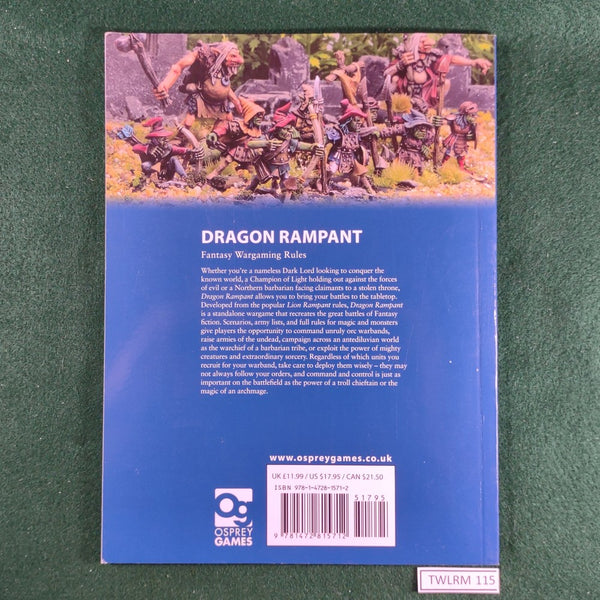 DRAGON RAMPANT
Fantasy Wargaming Rules
Whether you're a nameless Dark Lord looking to conquer the
known world, a Champion of Light holding out against the forces
of evil or a Northern barbarian facing claimants to a stolen throne,
Dragon Rampant allows you to bring your battles to the tabletop.
Developed from the popular Lion Rampant rules, Dragon Rampant
is a standalone wargame that recreates the great battles of Fantasy
fiction. Scenarios, army lists, and full rules for magic and monsters
give players the opportunity to command unruly orc warbands,
raise armies of the undead, campaign across an antediluvian world
as the warchief of a barbarian tribe, or exploit the power of mighty
creatures and extraordinary sorcery. Regardless of which units you
recruit for your warband, take care to deploy them wisely – they may
not always follow your orders, and command and control is just as
important on the battlefield as the power of a troll chieftain or the
magic of an archmage.
www.ospreygames.co.uk
UK £11.99 / US $17.95 / CAN $21.50
ISBN 978-1-4728-1571-2
51795
9 781472 815712
Og
OSPREY
GAMES
TWLRM 115